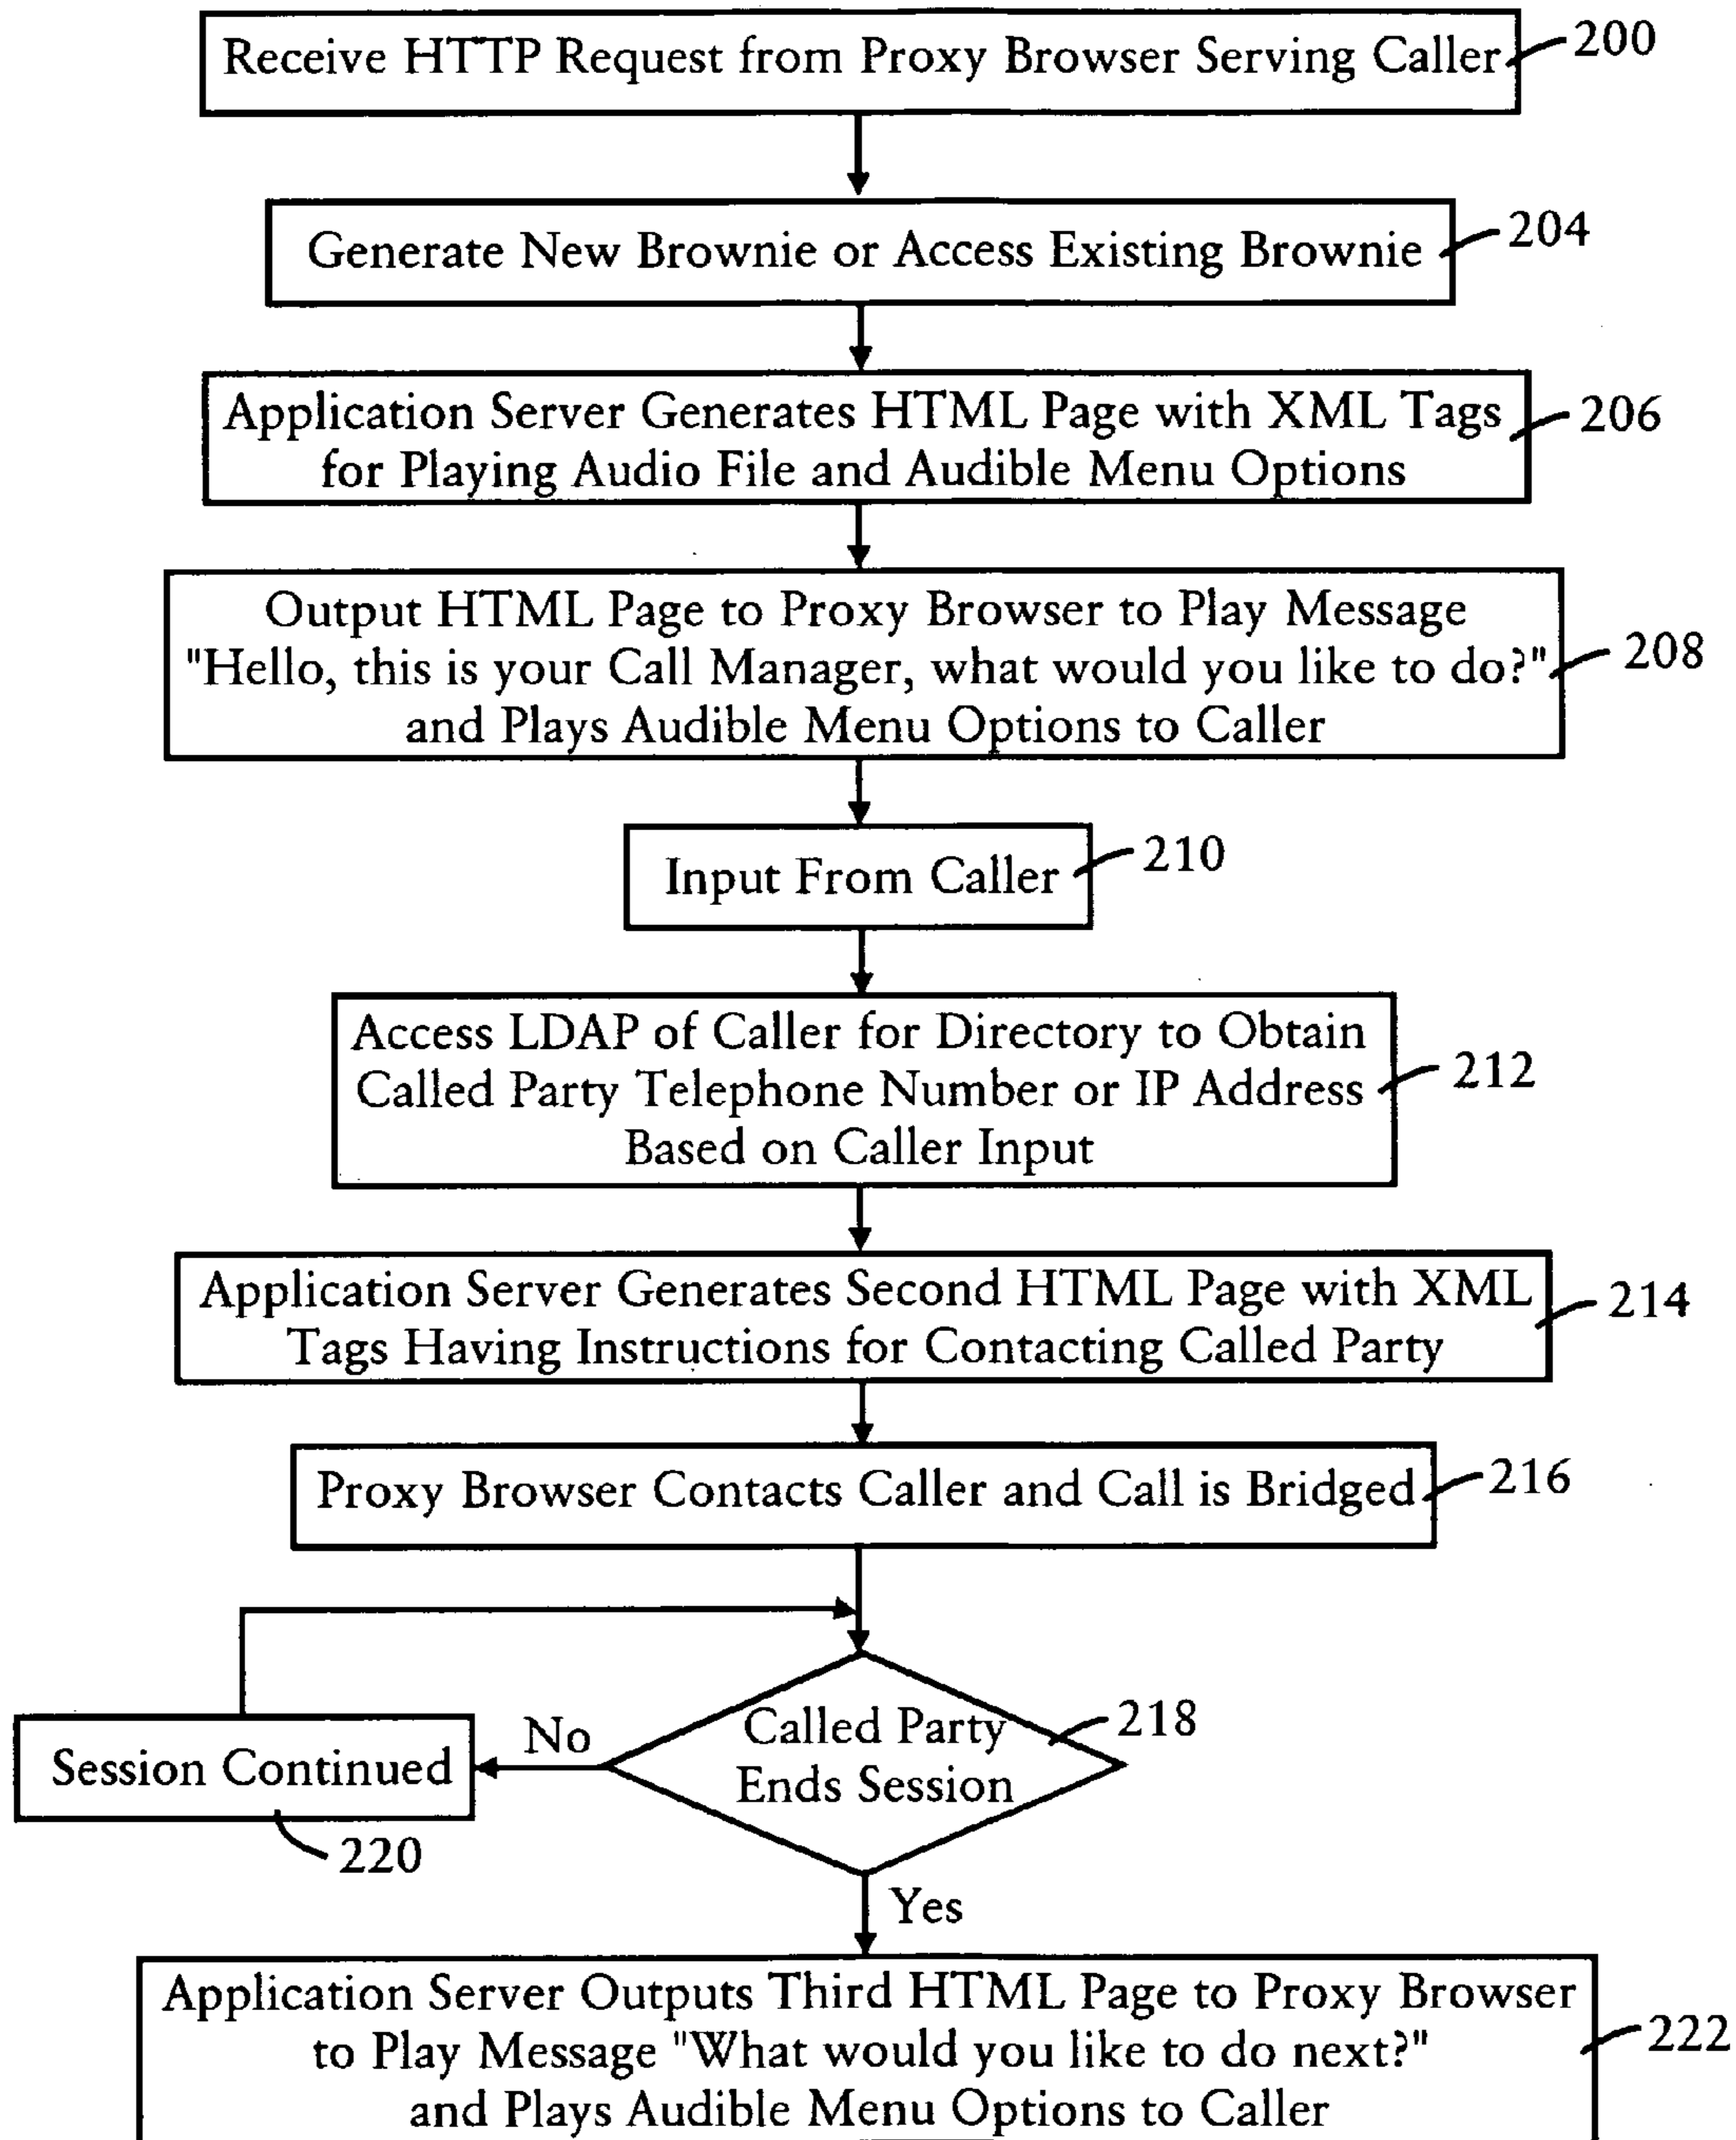 Receive HTTP Request from Proxy Browser Serving Caller
200
Generate New Brownie or Access Existing Brownie
204
Application Server Generates HTML Page with XML Tags
for Playing Audio File and Audible Menu Options
206
Output HTML Page to Proxy Browser to Play Message
"Hello, this is your Call Manager, what would you like to do?"
and Plays Audible Menu Options to Caller
208
Input From Caller
210
Access LDAP of Caller for Directory to Obtain
Called Party Telephone Number or IP Address
Based on Caller Input
212
Application Server Generates Second HTML Page with XML
Tags Having Instructions for Contacting Called Party
214
Proxy Browser Contacts Caller and Call is Bridged
216
Called Party
Ends Session
218
No
Session Continued
220
Yes
Application Server Outputs Third HTML Page to Proxy Browser
to Play Message "What would you like to do next?"
and Plays Audible Menu Options to Caller
222